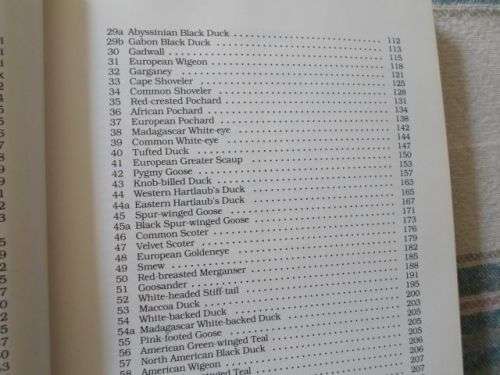 29a Abyssinian Black Duck 112
29b Gabon Black Duck 113
30 Gadwall 115
31 European Wigeon 118
32 Garganey 121
33 Cape Shoveler 125
34 Common Shoveler 128
35 Red-crested Pochard 131
36 African Pochard 134
37 European Pochard 138
38 Madagascar White-eye 142
39 Common White-eye 144
40 Tufted Duck 147
41 European Greater Scaup 150
42 Pygmy Goose 153
43 Knob-billed Duck 157
44 Western Hartlaub's Duck 163
44a Eastern Hartlaub's Duck 165
45 Spur-winged Goose 167
45a Black Spur-winged Goose 171
46 Common Scoter 173
47 Velvet Scoter 176
48 European Goldeneye 179
49 Smew 182
50 Red-breasted Merganser 185
51 Goosander 188
52 White-headed Stiff-tail 191
53 Maccoa Duck 195
54 White-backed Duck 200
54a Madagascar White-backed Duck 203
55 Pink-footed Goose 205
56 American Green-winged Teal 205
57 North American Black Duck 206
58 American Wigeon 206
Teal 207
207